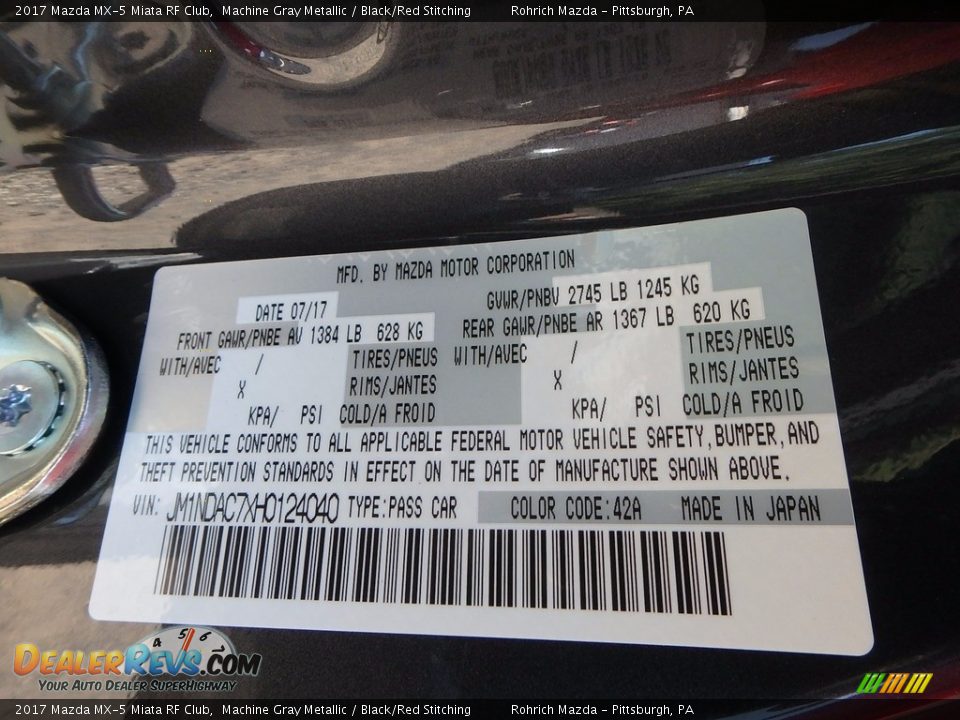 2017 Mazda MX-5 Miata RF Club, Machine Gray Metallic / Black/Red Stitching Rohrich Mazda - Pittsburgh, PA
MFD. BY MAZDA MOTOR CORPORATION
DATE 07/17 GVWR/PNBV 2745 LB 1245 KG
FRONT GAWR/PNBE AV 1384 LB 628 KG REAR GAWR/PNBE AR 1367 LB 620 KG
WITH/AVEC / TIRES/PNEUS WITH/AVEC / TIRES/PNEUS
X RIMS/JANTES X RIMS/JANTES
KPA/ PSI COLD/A FROID KPA/ PSI COLD/A FROID
THIS VEHICLE CONFORMS TO ALL APPLICABLE FEDERAL MOTOR VEHICLE SAFETY, BUMPER, AND
THEFT PREVENTION STANDARDS IN EFFECT ON THE DATE OF MANUFACTURE SHOWN ABOVE.
VIN: JM1NDAC7XH0124040 TYPE:PASS CAR COLOR CODE:42A MADE IN JAPAN
4 5 6
DealerRevs.com
Your Auto Dealer SuperHighway
2017 Mazda MX-5 Miata RF Club, Machine Gray Metallic / Black/Red Stitching Rohrich Mazda - Pittsburgh, PA